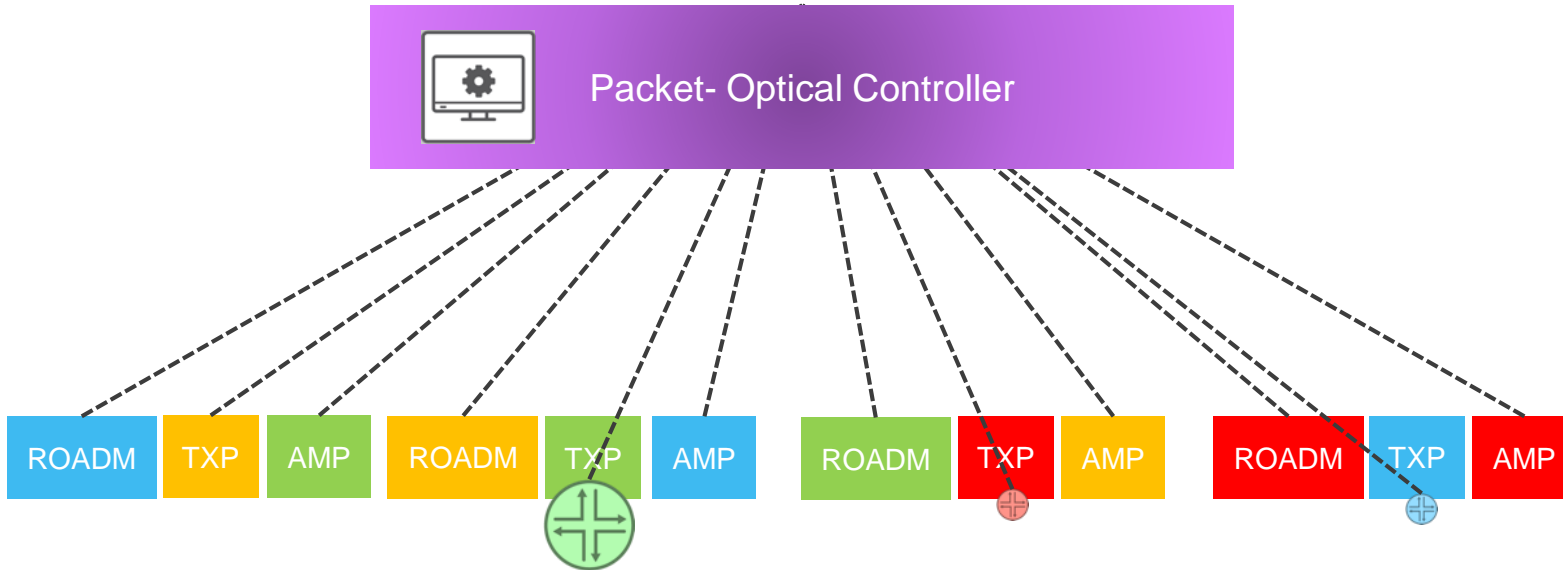 Packet- Optical Controller
ROADM TXP AMP ROADM TXP AMP ROADM TXP AMP ROADM TXP AMP